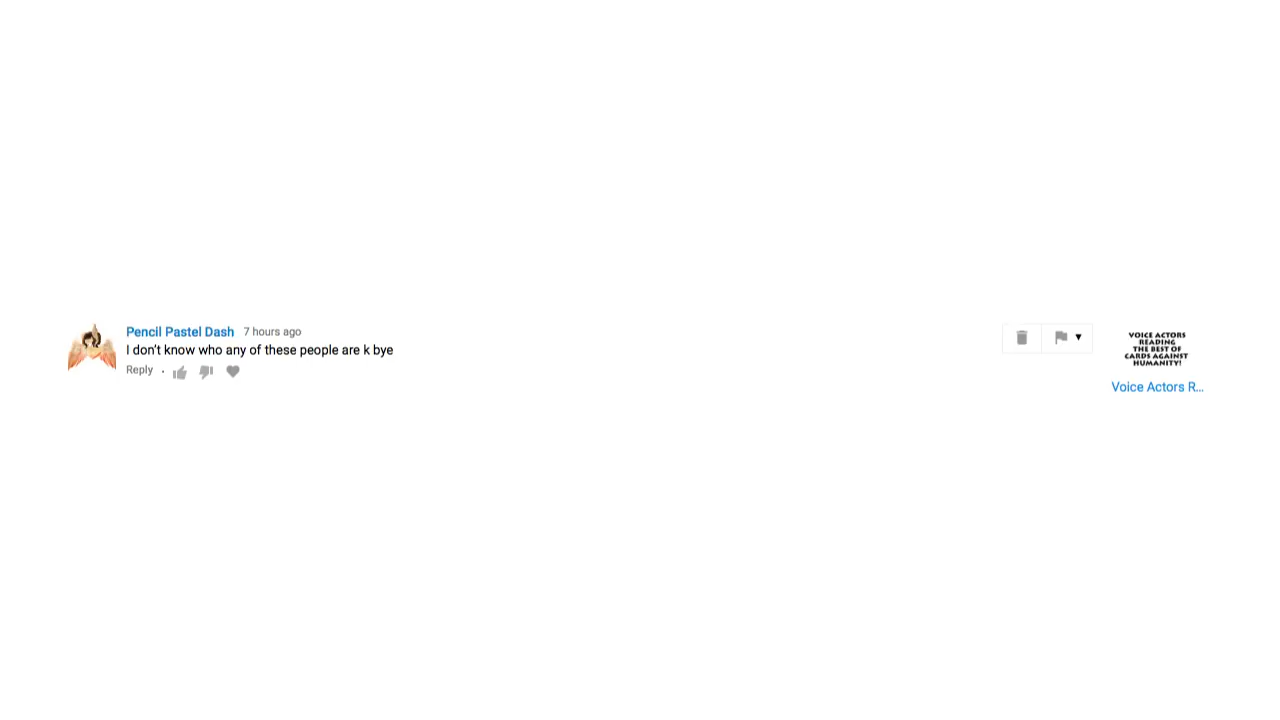 Pencil Pastel Dash 7 hours ago
I don't know who any of these people are k bye
Reply
VOICE ACTORS
READING
THE BEST OF
CARDS AGAINST
HUMANITY!
Voice Actors R...